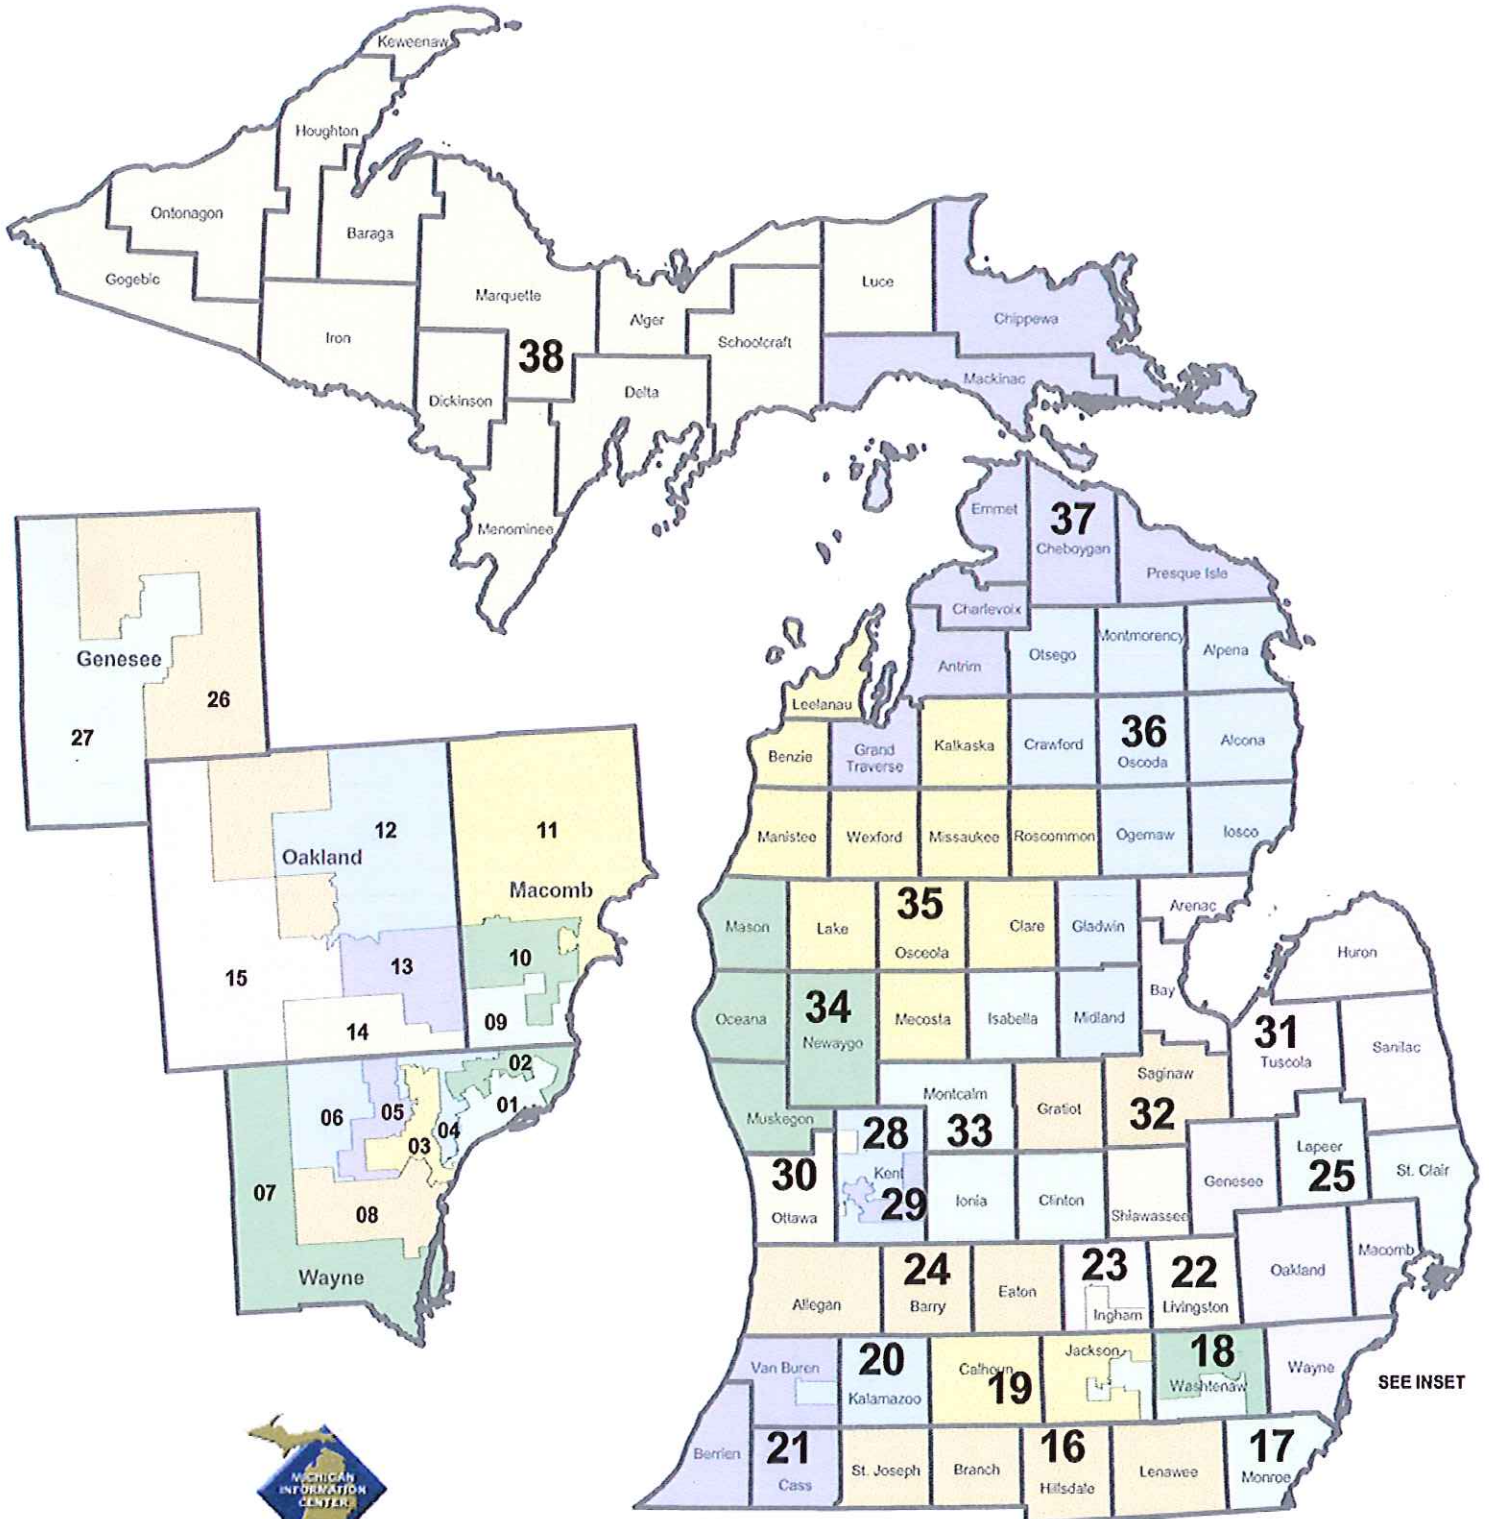 Keweenaw
Houghton
Ontonagon
Baraga
Gogebic
Marquette
Luce
Iron
Alger
Chippewa
Schoolcraft
38
Dickinson
Delta
Mackinac
Menominee
Emmet
37
Cheboygan
Presque Isle
Charlevoix
Antrim
Otsego
Montmorency
Alpena
Leelanau
Benzie
Grand
Traverse
Kalkaska
Crawford
36
Oscoda
Alcona
Manistee
Wexford
Missaukee
Roscommon
Ogemaw
Iosco
Mason
Lake
35
Osceola
Clare
Gladwin
Arenac
Huron
Oceana
34
Newaygo
Mecosta
Isabella
Midland
Bay
31
Tuscola
Sanilac
Muskegon
Montcalm
33
Gratiot
Saginaw
32
28
Kent
29
30
Ottawa
Ionia
Clinton
Shiawassee
Genesee
Lapeer
25
St. Clair
Allegan
24
Barry
Eaton
23
Ingham
22
Livingston
Oakland
Macomb
Van Buren
20
Kalamazoo
Calhoun
19
Jackson
18
Washtenaw
Wayne
SEE INSET
Berrien
21
Cass
St. Joseph
Branch
16
Hillsdale
Lenawee
17
Monroe
Genesee
26
27
12
11
Oakland
Macomb
15
13
10
14
09
02
06
05
01
04
03
07
08
Wayne
MICHIGAN
INFORMATION
CENTER